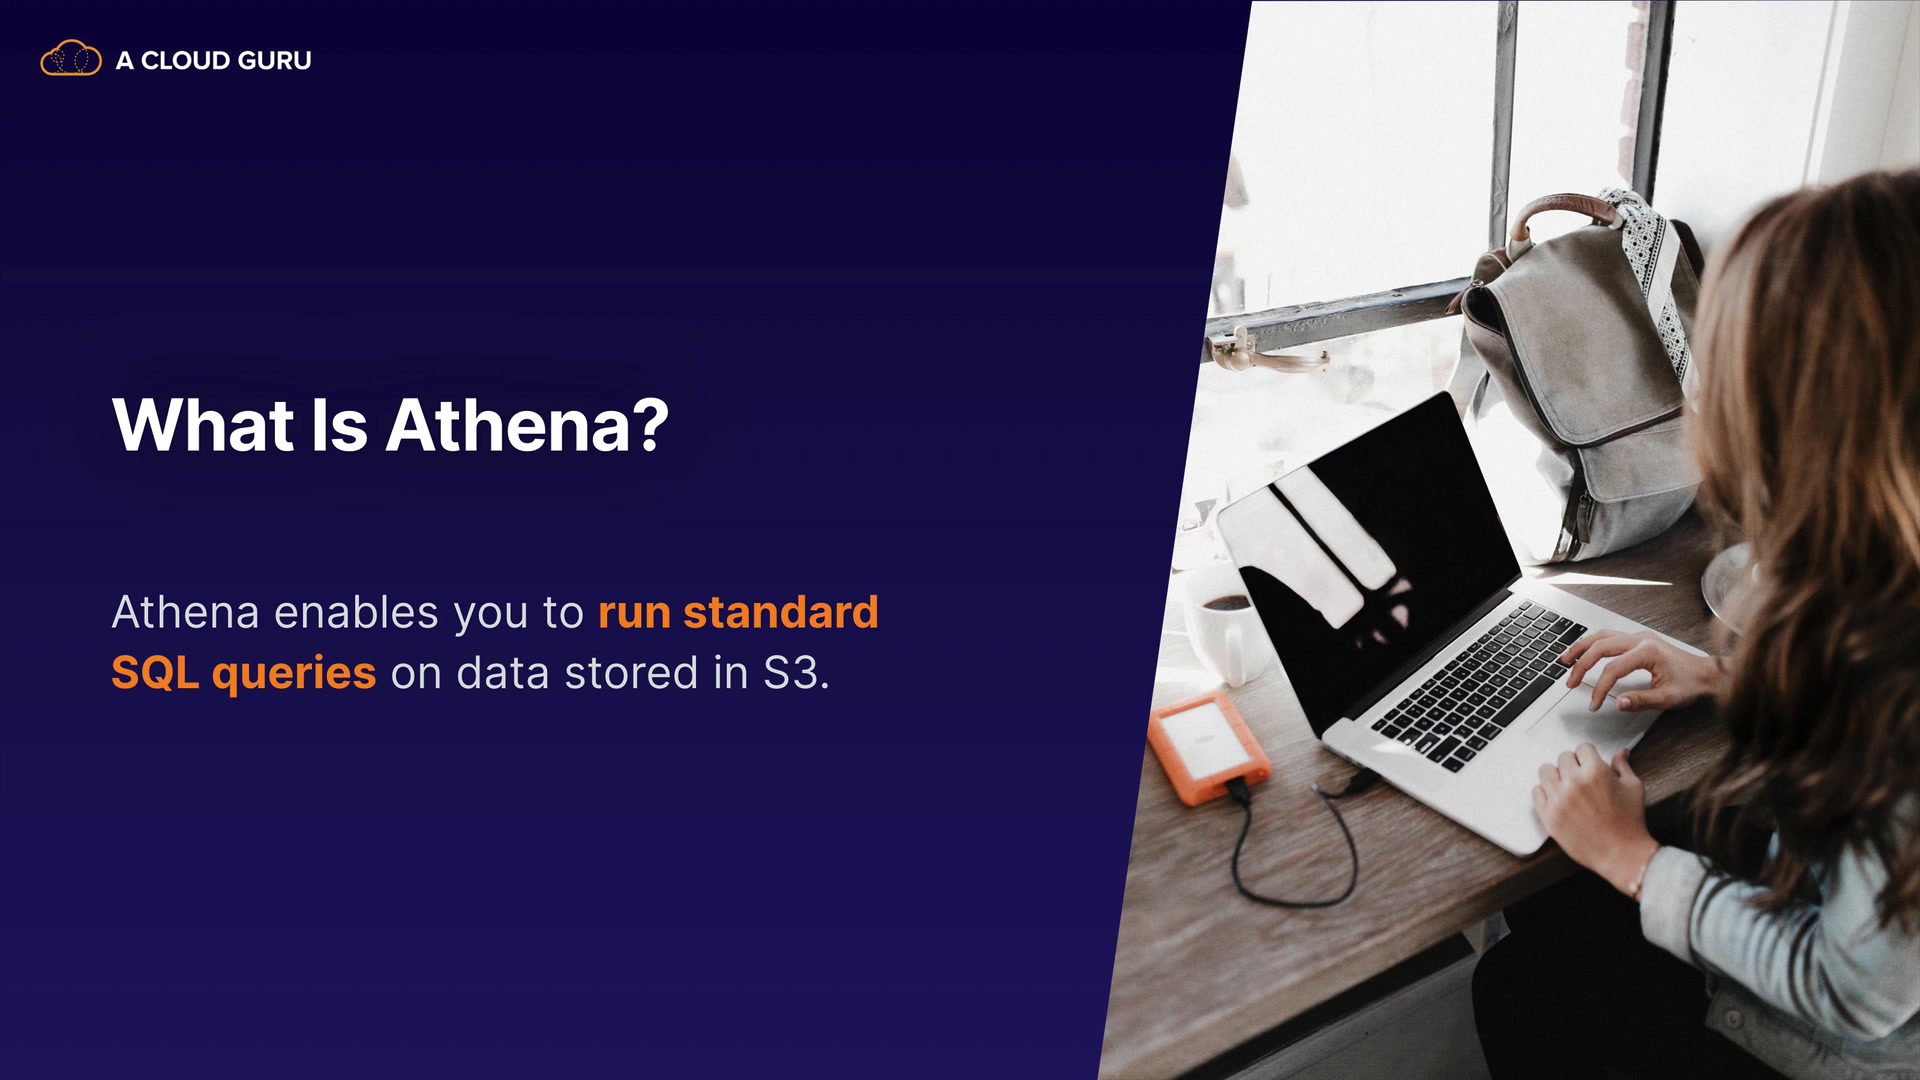 A CLOUD GURU
What Is Athena?
Athena enables you to run standard
SQL queries on data stored in S3.